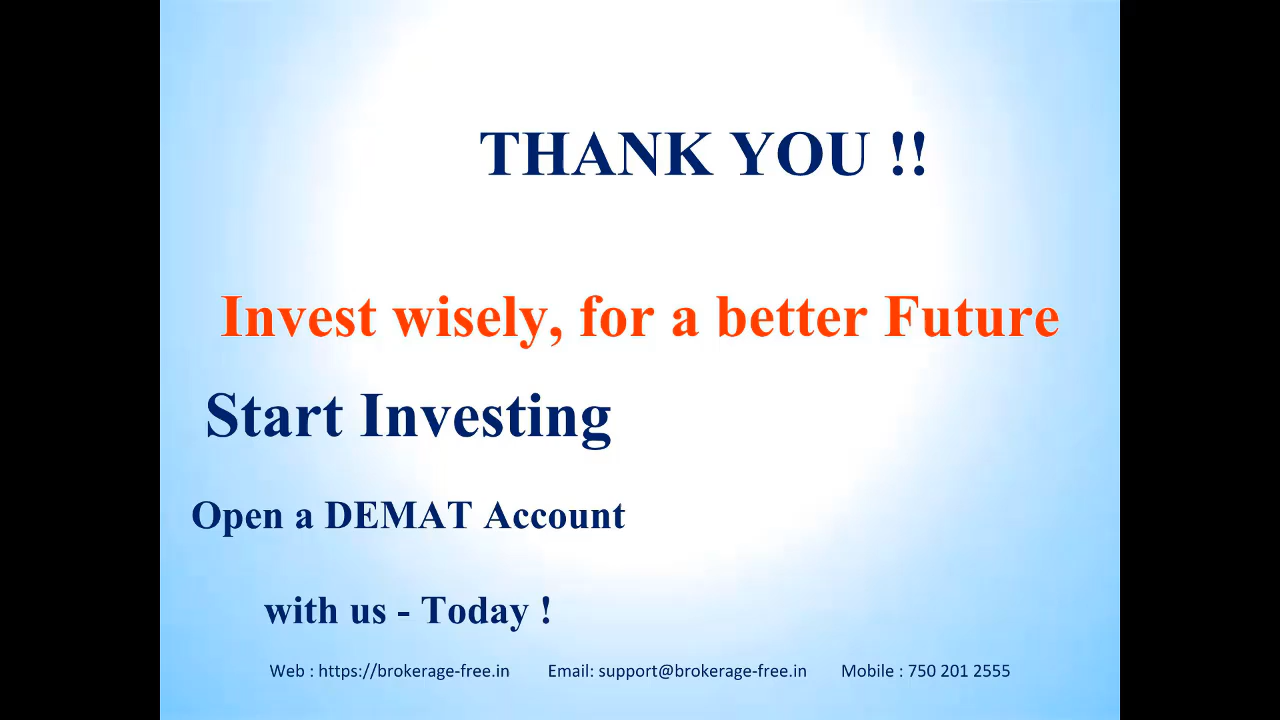 THANK YOU !!
Invest wisely, for a better Future
Start Investing
Open a DEMAT Account
with us - Today !
Web : https://brokerage-free.in Email: support@brokerage-free.in Mobile : 750 201 2555